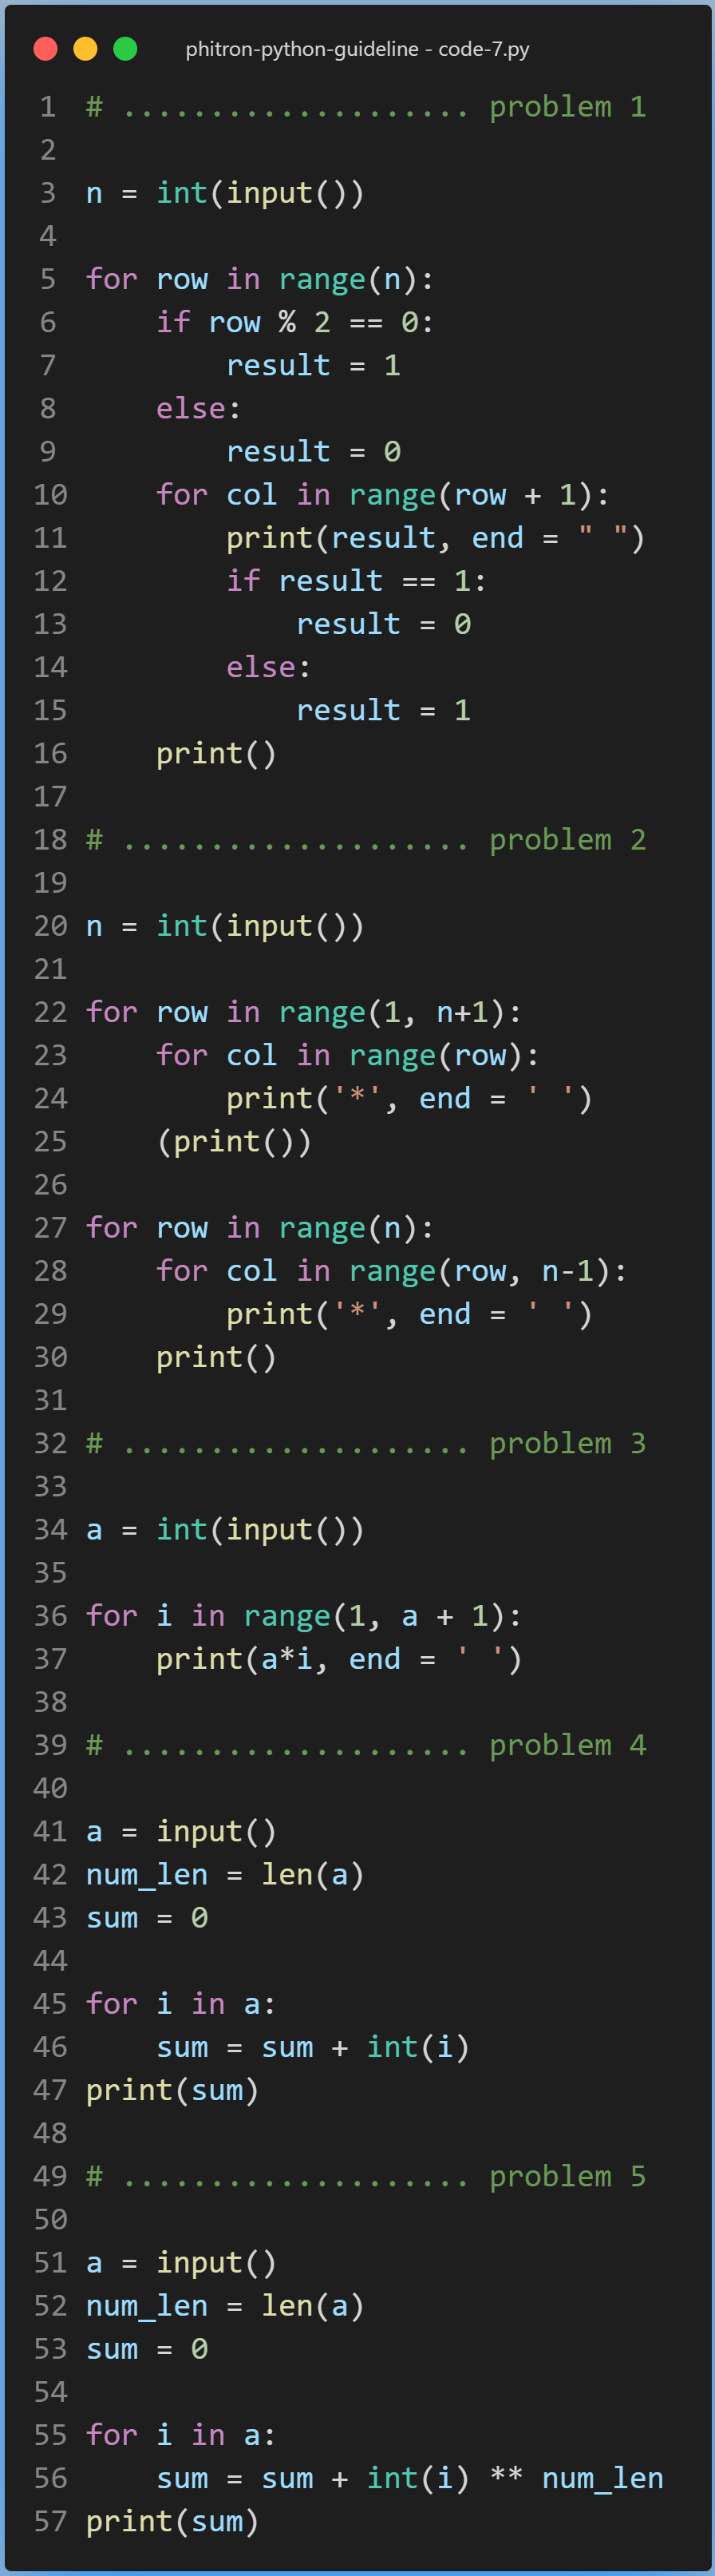 phitron-python-guideline - code-7.py
1 # .................... problem 1
2
3 n = int(input())
4
5 for row in range(n):
6     if row % 2 == 0:
7         result = 1
8     else:
9         result = 0
10     for col in range(row + 1):
11         print(result, end = " ")
12         if result == 1:
13             result = 0
14         else:
15             result = 1
16     print()
17
18 # .................... problem 2
19
20 n = int(input())
21
22 for row in range(1, n+1):
23     for col in range(row):
24         print('*', end = ' ')
25     (print())
26
27 for row in range(n):
28     for col in range(row, n-1):
29         print('*', end = ' ')
30     print()
31
32 # .................... problem 3
33
34 a = int(input())
35
36 for i in range(1, a + 1):
37     print(a*i, end = ' ')
38
39 # .................... problem 4
40
41 a = input()
42 num_len = len(a)
43 sum = 0
44
45 for i in a:
46     sum = sum + int(i)
47 print(sum)
48
49 # .................... problem 5
50
51 a = input()
52 num_len = len(a)
53 sum = 0
54
55 for i in a:
56     sum = sum + int(i) ** num_len
57 print(sum)